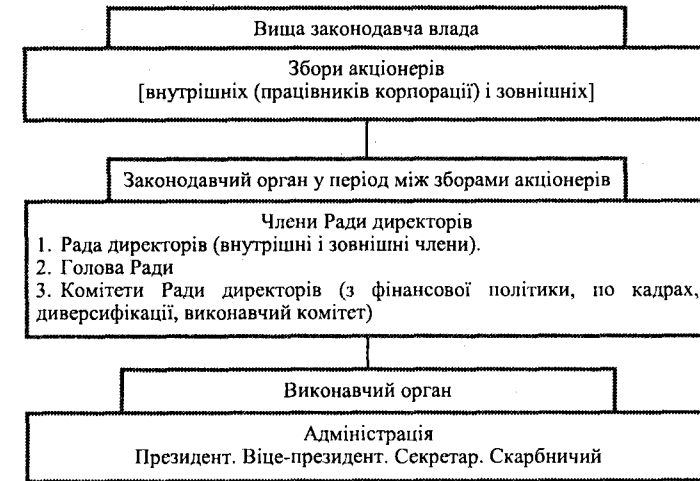 Вища законодавча влада
Збори акціонерів
[внутрішніх (працівників корпорації) і зовнішніх]
Законодавчий орган у період між зборами акціонерів
Члени Ради директорів
1. Рада директорів (внутрішні і зовнішні члени).
2. Голова Ради
3. Комітети Ради директорів (з фінансової політики, по кадрах,
диверсифікації, виконавчий комітет)
Виконавчий орган
Адміністрація
Президент. Віце-президент. Секретар. Скарбничий